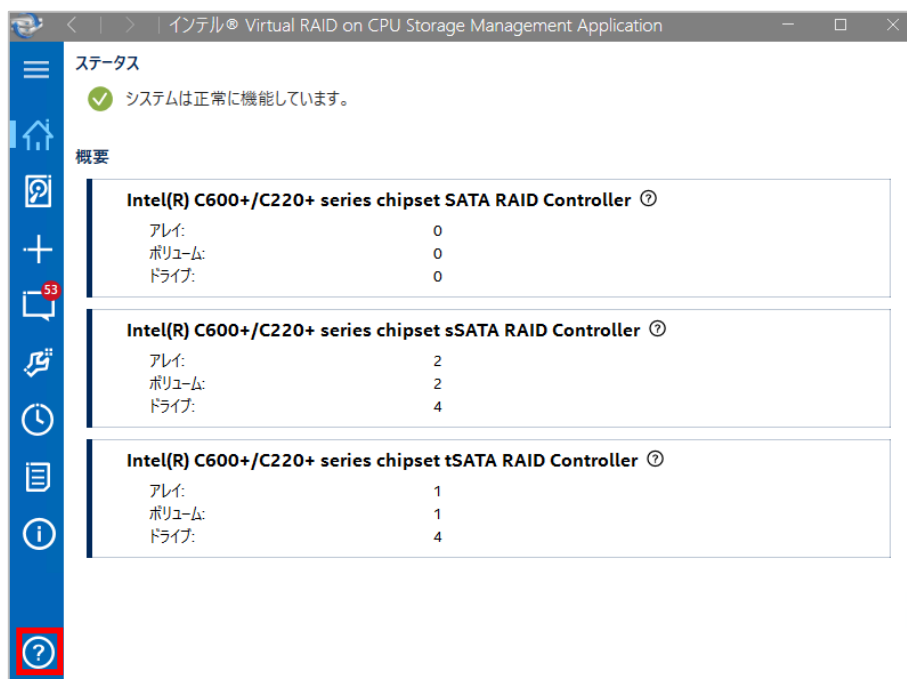 インテル® Virtual RAID on CPU Storage Management Application
ステータス
システムは正常に機能しています。
概要
Intel(R) C600+/C220+ series chipset SATA RAID Controller
アレイ: 0
ボリューム: 0
ドライブ: 0
53
Intel(R) C600+/C220+ series chipset sSATA RAID Controller
アレイ: 2
ボリューム: 2
ドライブ: 4
Intel(R) C600+/C220+ series chipset tSATA RAID Controller
アレイ: 1
ボリューム: 1
ドライブ: 4